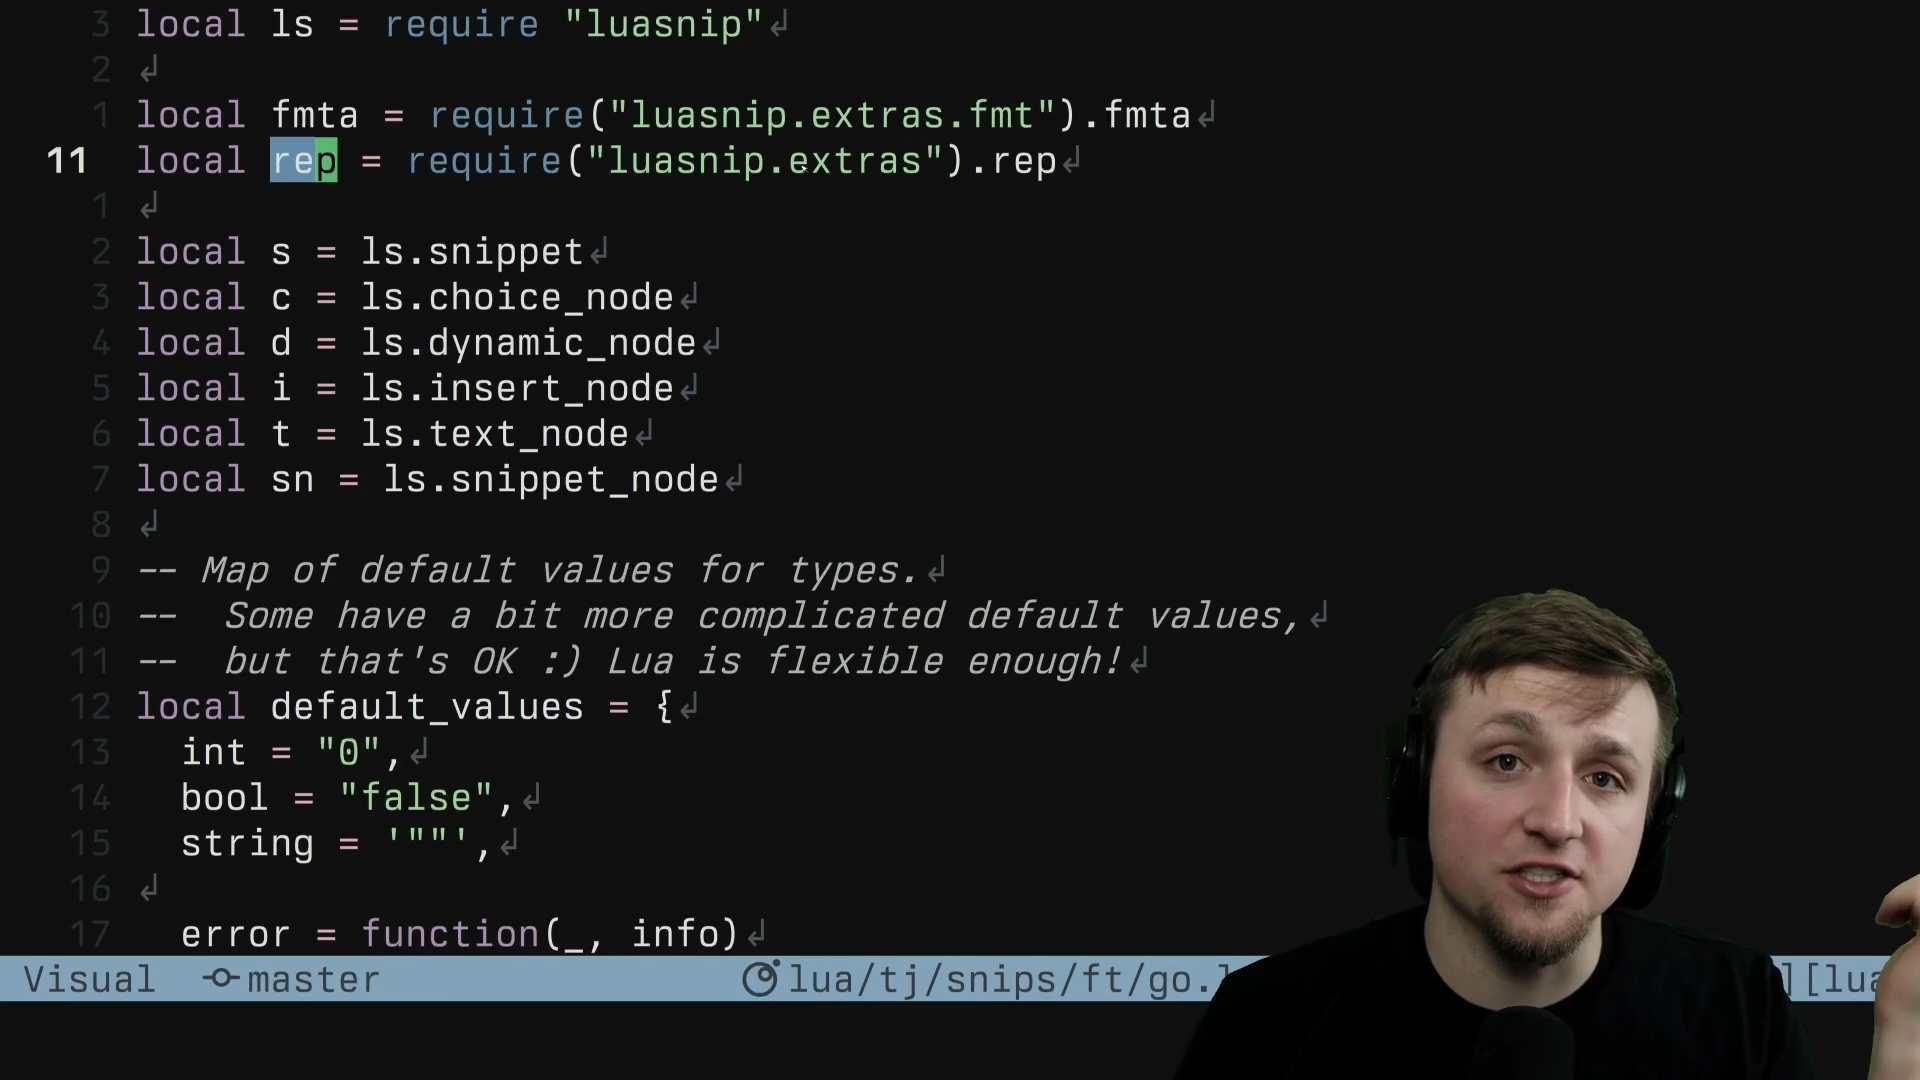 3 local ls = require "luasnip"↲
2 ↲
1 local fmta = require("luasnip.extras.fmt").fmta↲
11 local rep = require("luasnip.extras").rep↲
1 ↲
2 local s = ls.snippet↲
3 local c = ls.choice_node↲
4 local d = ls.dynamic_node↲
5 local i = ls.insert_node↲
6 local t = ls.text_node↲
7 local sn = ls.snippet_node↲
8 ↲
9 -- Map of default values for types.↲
10 --  Some have a bit more complicated default values,↲
11 --  but that's OK :) Lua is flexible enough!↲
12 local default_values = {↲
13   int = "0",↲
14   bool = "false",↲
15   string = '""',↲
16 ↲
17   error = function(_, info)↲
Visual master lua/tj/snips/ft/go. ][lua